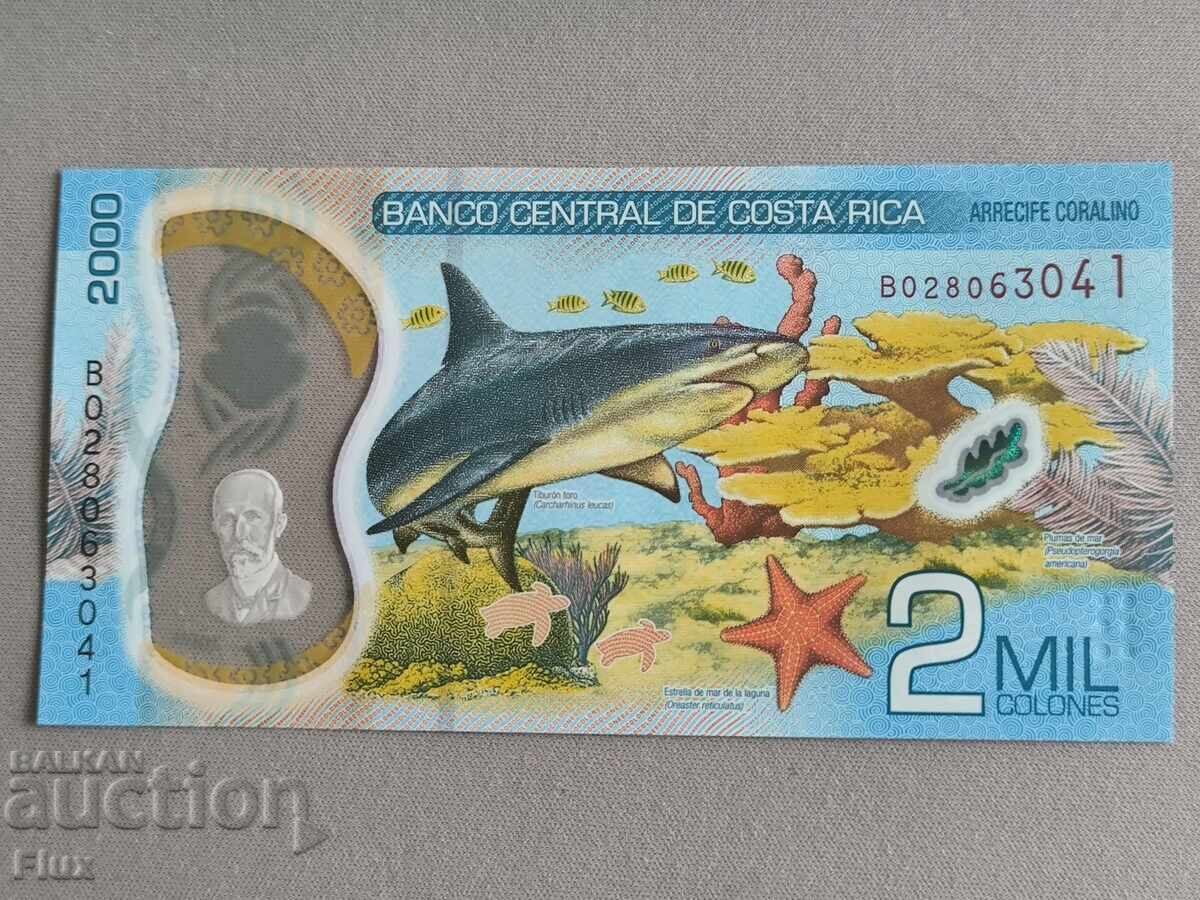 BANCO CENTRAL DE COSTA RICA
ARRECIFE CORALINO
2000
B028063041
B028063041
Tiburón toro
(Carcharhinus leucas)
Plumas de mar
(Pseudopterogorgia
americana)
Estrella de mar de la laguna
(Oreaster reticulatus)
2 MIL
COLONES
BALKAN
auction
Flux